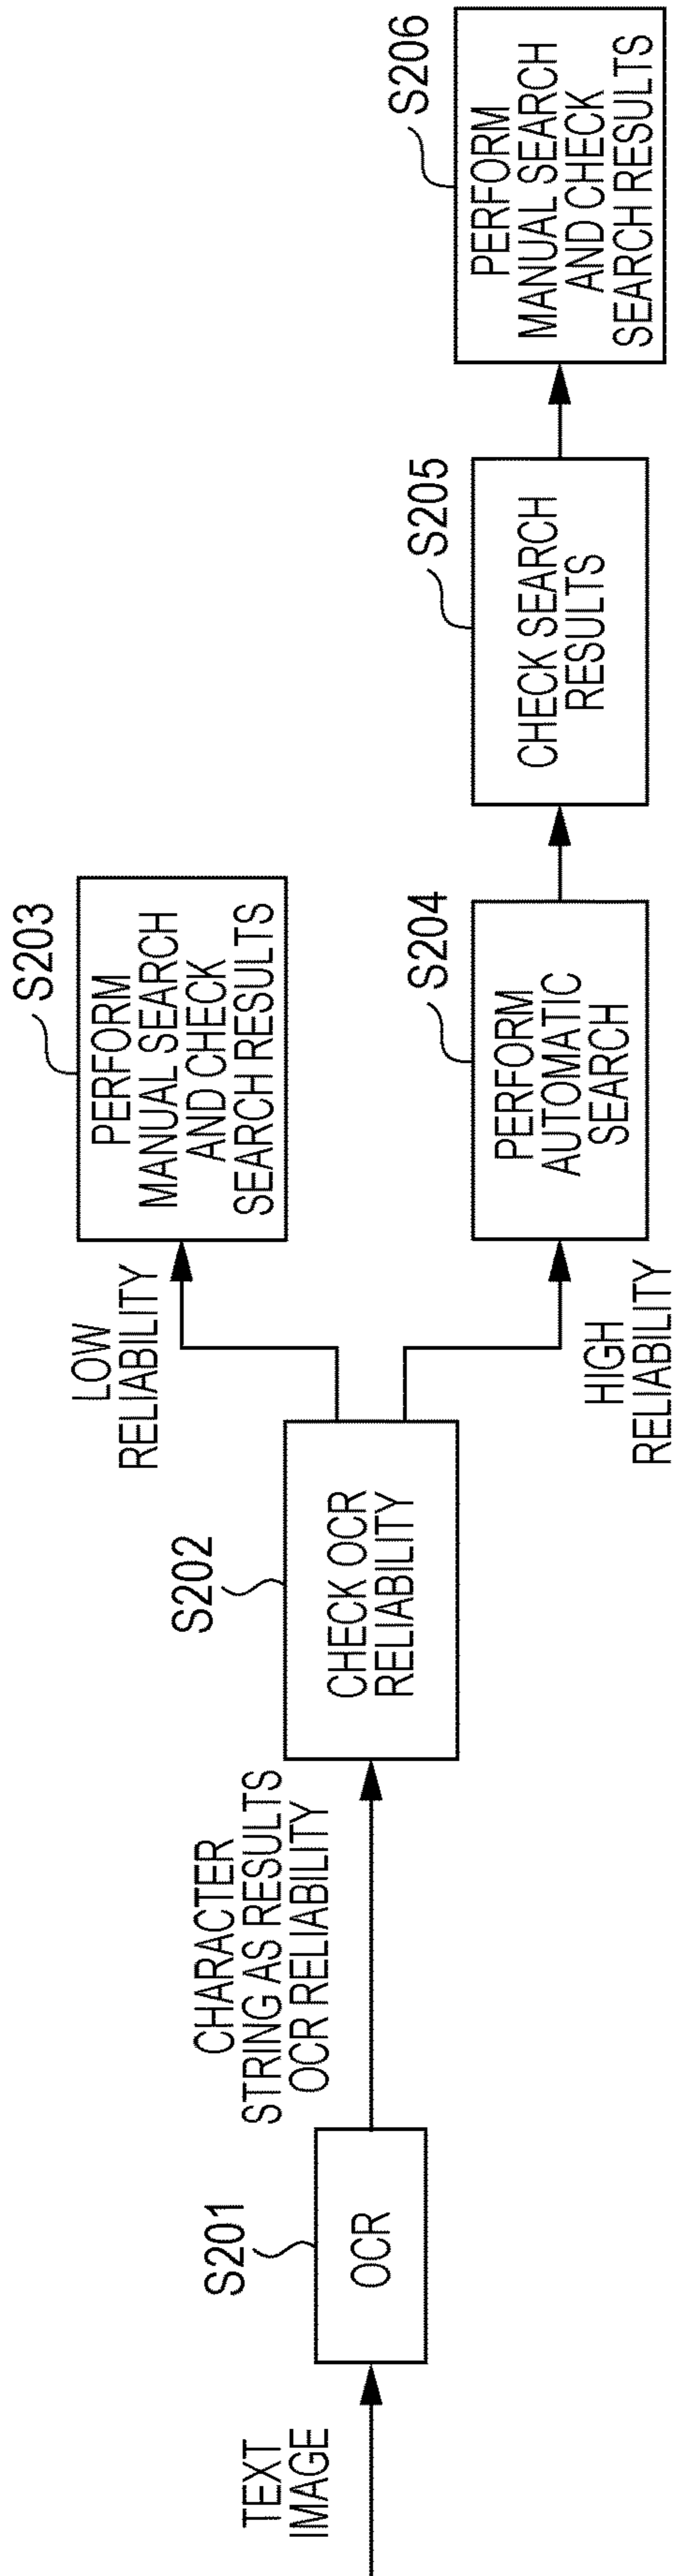 TEXT
IMAGE
S201
OCR
CHARACTER
STRING AS RESULTS
OCR RELIABILITY
S202
CHECK OCR
RELIABILITY
LOW
RELIABILITY
S203
PERFORM
MANUAL SEARCH
AND CHECK
SEARCH RESULTS
HIGH
RELIABILITY
S204
PERFORM
AUTOMATIC
SEARCH
S205
CHECK SEARCH
RESULTS
S206
PERFORM
MANUAL SEARCH
AND CHECK
SEARCH RESULTS